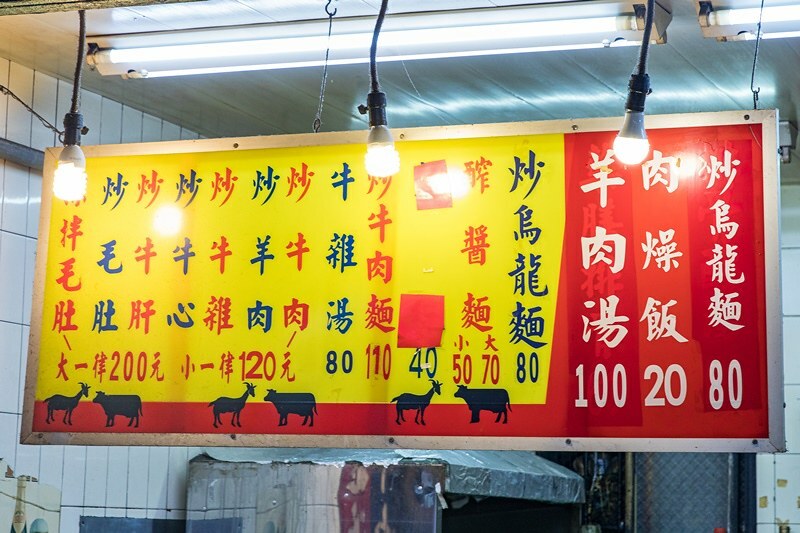 炒烏龍麵 80
肉燥飯 20
羊肉湯 100
炒烏龍麵 80
醡醬麵 小50 大70
40
炒牛肉麵 110
牛雜湯 80
炒牛肉
炒羊肉
炒牛雜
炒牛心
炒牛肝
炒毛肚
拌毛肚
大一律200元 小一律120元